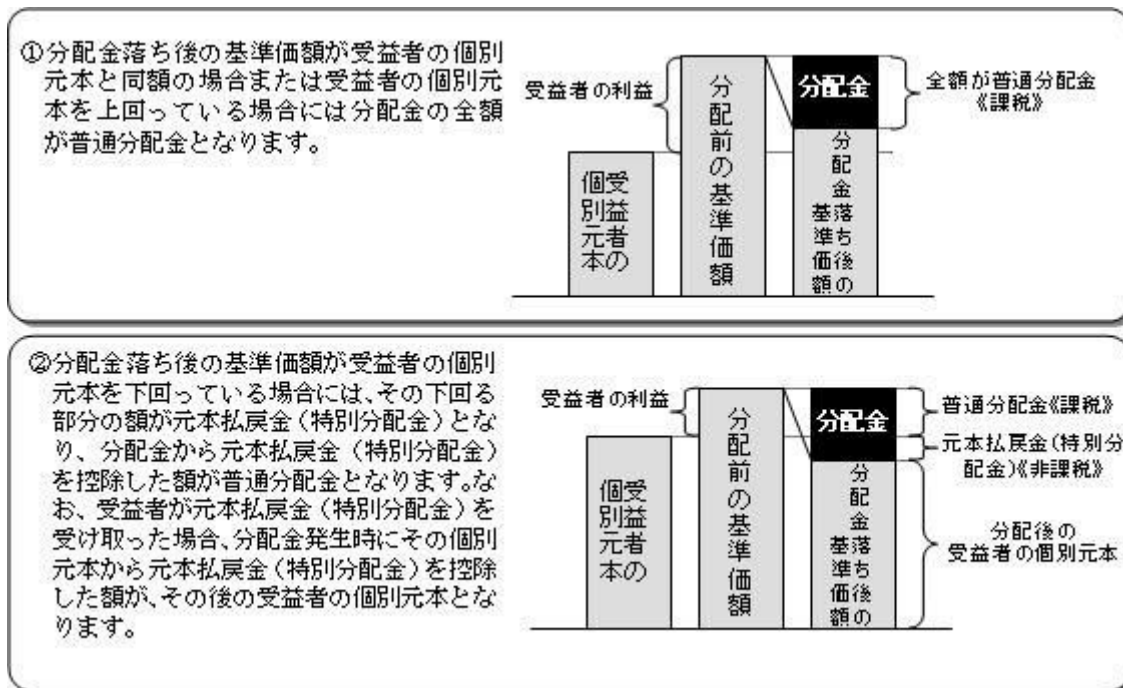 ①分配金落ち後の基準価額が受益者の個別
元本と同額の場合または受益者の個別元
本を上回っている場合には分配金の全額
が普通分配金となります。
受益者の利益
受益者の
個別元本
分配前の基準価額
分配金
分配金落ち後の
基準価額
全額が普通分配金
《課税》
②分配金落ち後の基準価額が受益者の個別
元本を下回っている場合には、その下回る
部分の額が元本払戻金（特別分配金）とな
り、分配金から元本払戻金（特別分配金）
を控除した額が普通分配金となります。な
お、受益者が元本払戻金（特別分配金）を
受け取った場合、分配金発生時にその個別
元本から元本払戻金（特別分配金）を控除
した額が、その後の受益者の個別元本とな
ります。
受益者の利益
受益者の
個別元本
分配前の基準価額
分配金
分配金落ち後の
基準価額
普通分配金《課税》
元本払戻金（特別分
配金）《非課税》
分配後の
受益者の個別元本